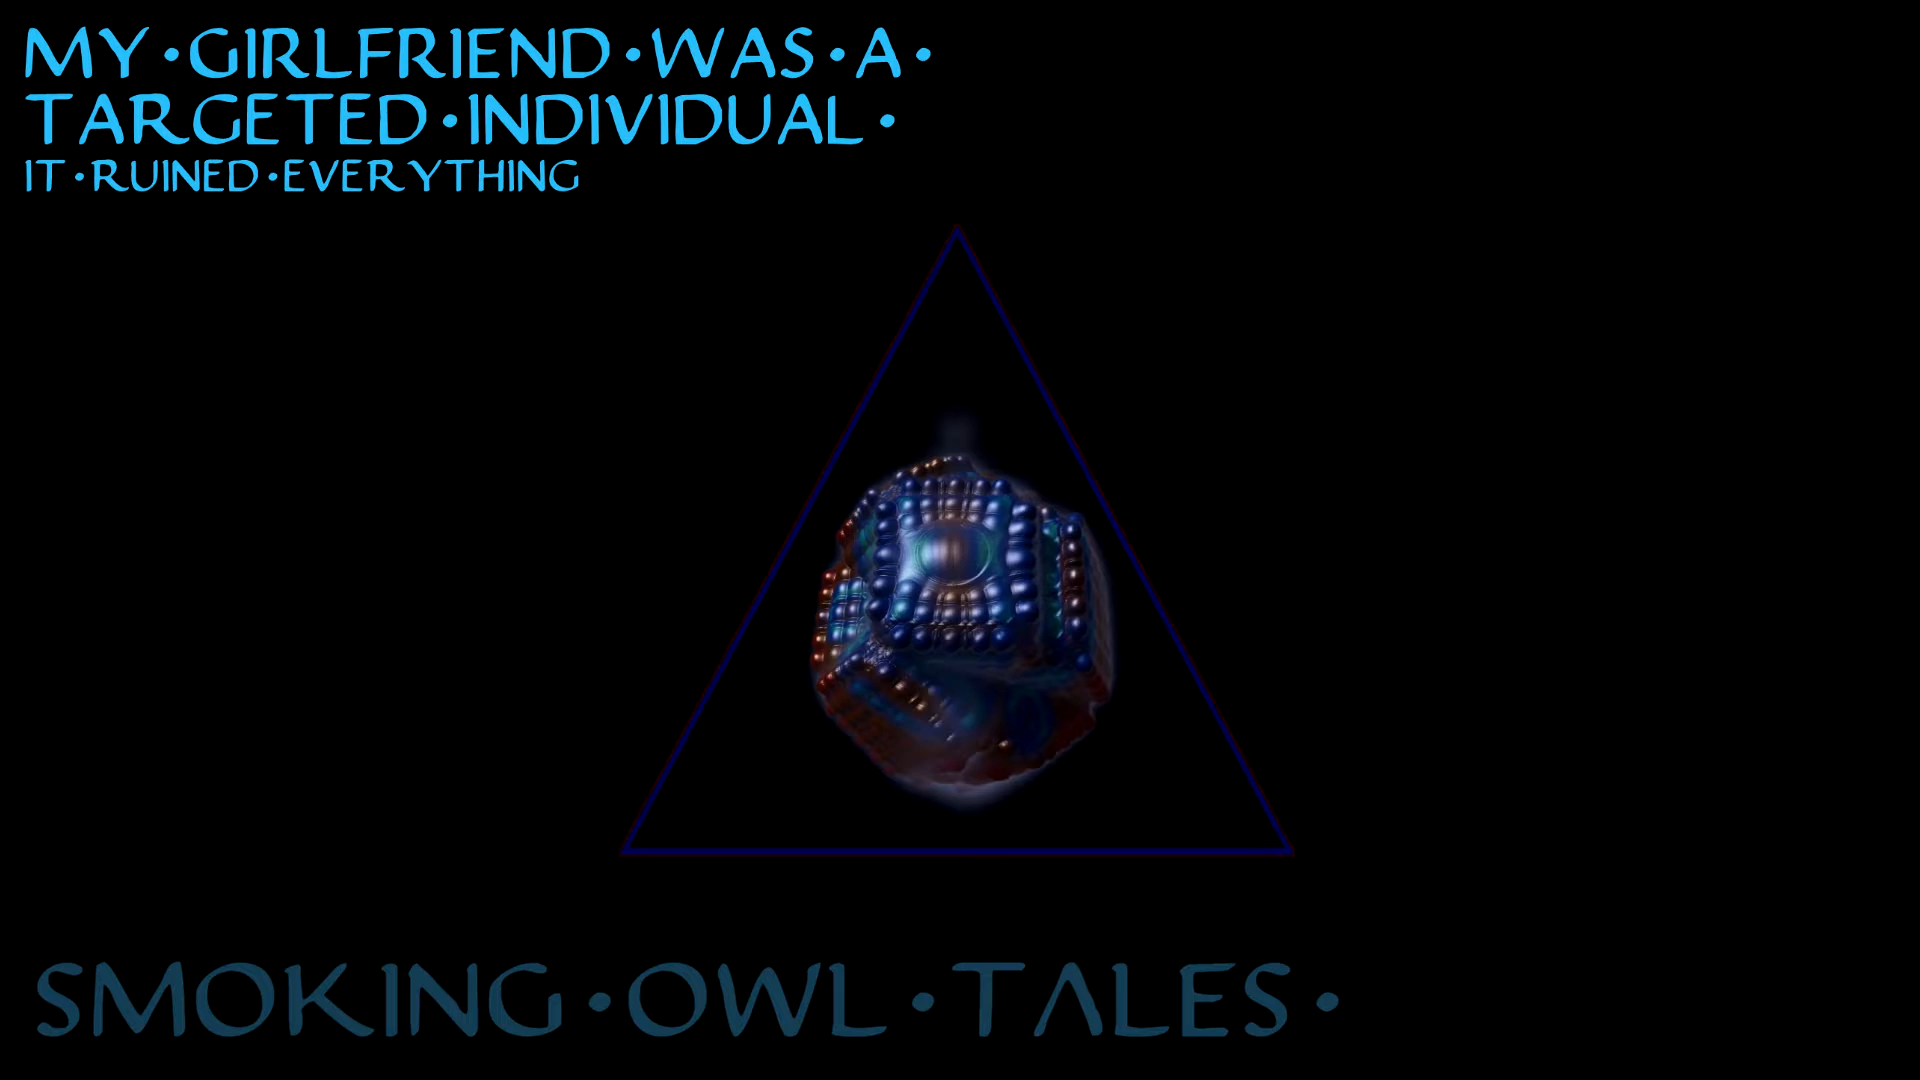 MY•GIRLFRIEND•WAS•A•
TARGETED•INDIVIDUAL•
IT•RUINED•EVERYTHING
SMOKING•OWL•TALES•